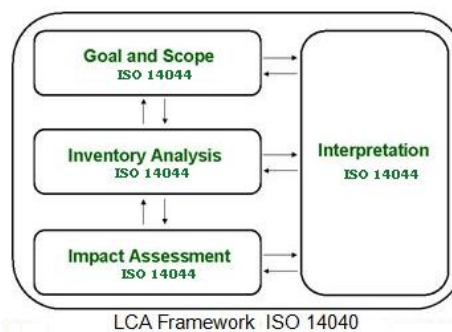 Goal and Scope
ISO 14044
Inventory Analysis
ISO 14044
Impact Assessment
ISO 14044
Interpretation
ISO 14044
LCA Framework ISO 14040